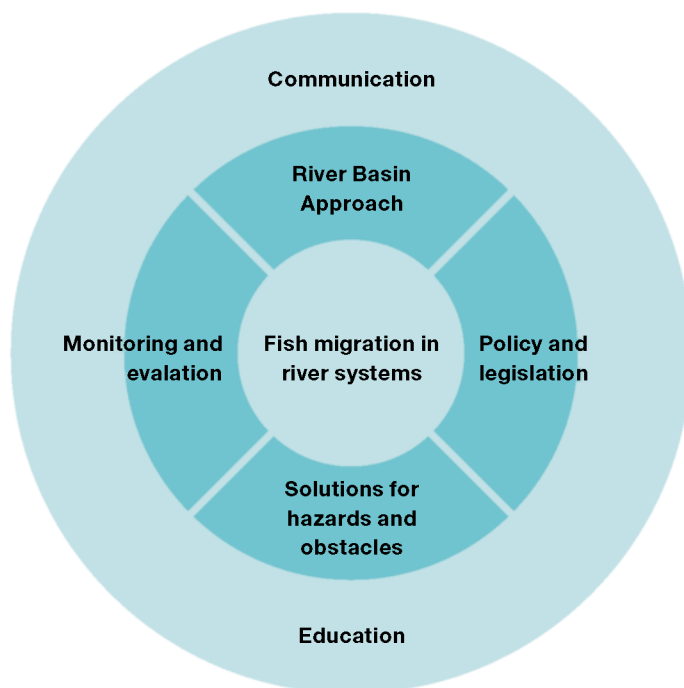 Communication
River Basin
Approach
Monitoring and
evalation
Fish migration in
river systems
Policy and
legislation
Solutions for
hazards and
obstacles
Education